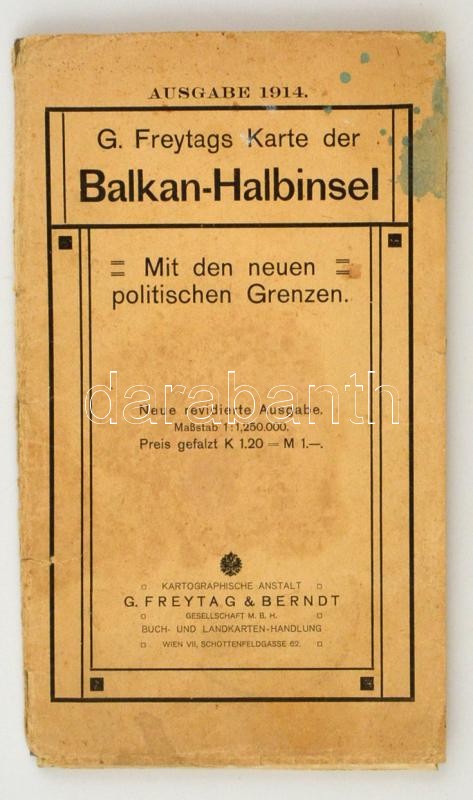 AUSGABE 1914.
G. Freytags Karte der
Balkan-Halbinsel
Mit den neuen
politischen Grenzen.
darabanth
Neue revidierte Ausgabe.
Maßstab 1:1,250.000.
Preis gefalzt K 1.20 = M 1.—.
KARTOGRAPHISCHE ANSTALT
G. FREYTAG & BERNDT
GESELLSCHAFT M. B. H.
BUCH- UND LANDKARTEN-HANDLUNG
WIEN VII, SCHOTTENFELDGASSE 62.